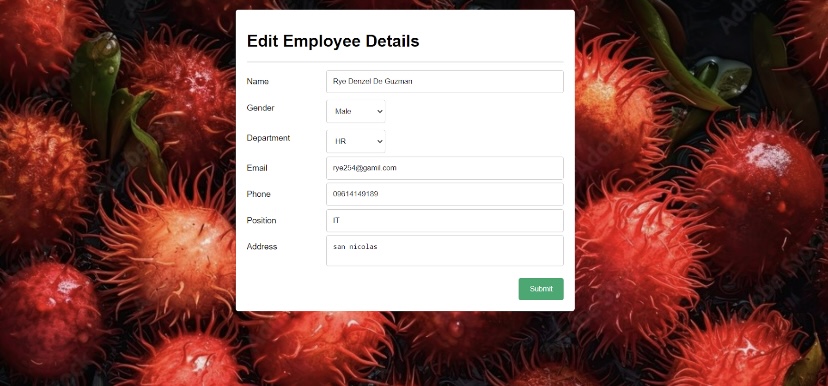 Edit Employee Details
Name Rye Denzel De Guzman
Gender Male
Department HR
Email rye254@gamil.com
Phone 09614149189
Position IT
Address san nicolas
Submit